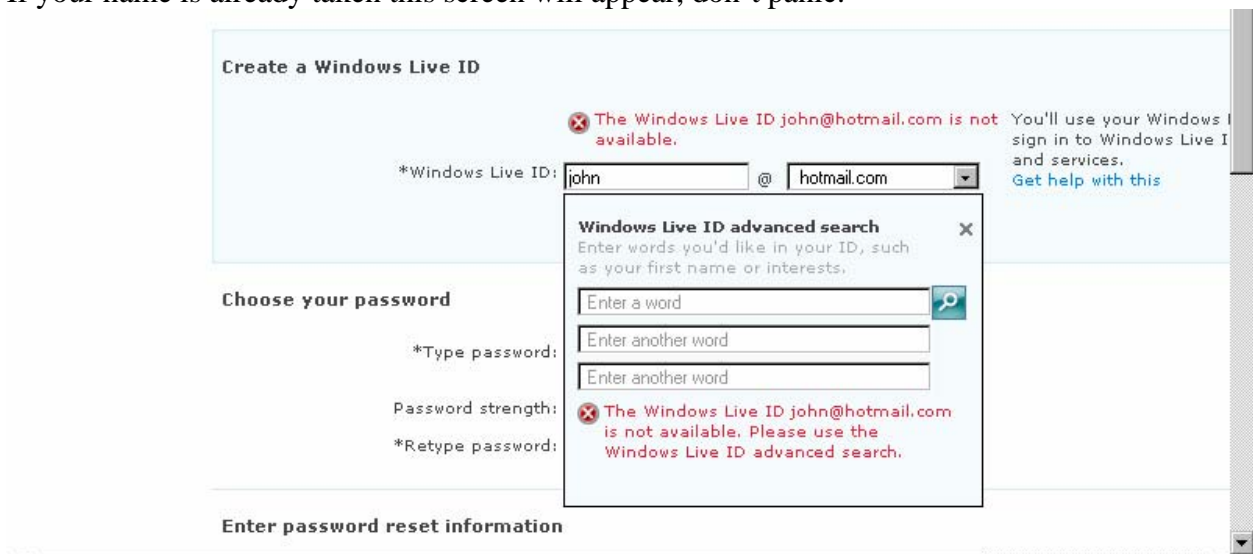 If your name is already taken this screen will appear, don't panic.
Create a Windows Live ID
The Windows Live ID john@hotmail.com is not
available.
You'll use your Windows
sign in to Windows Live
and services.
Get help with this
*Windows Live ID: john @ hotmail.com
Windows Live ID advanced search
Enter words you'd like in your ID, such
as your first name or interests.
Enter a word
Enter another word
Enter another word
The Windows Live ID john@hotmail.com
is not available. Please use the
Windows Live ID advanced search.
Choose your password
*Type password:
Password strength:
*Retype password:
Enter password reset information